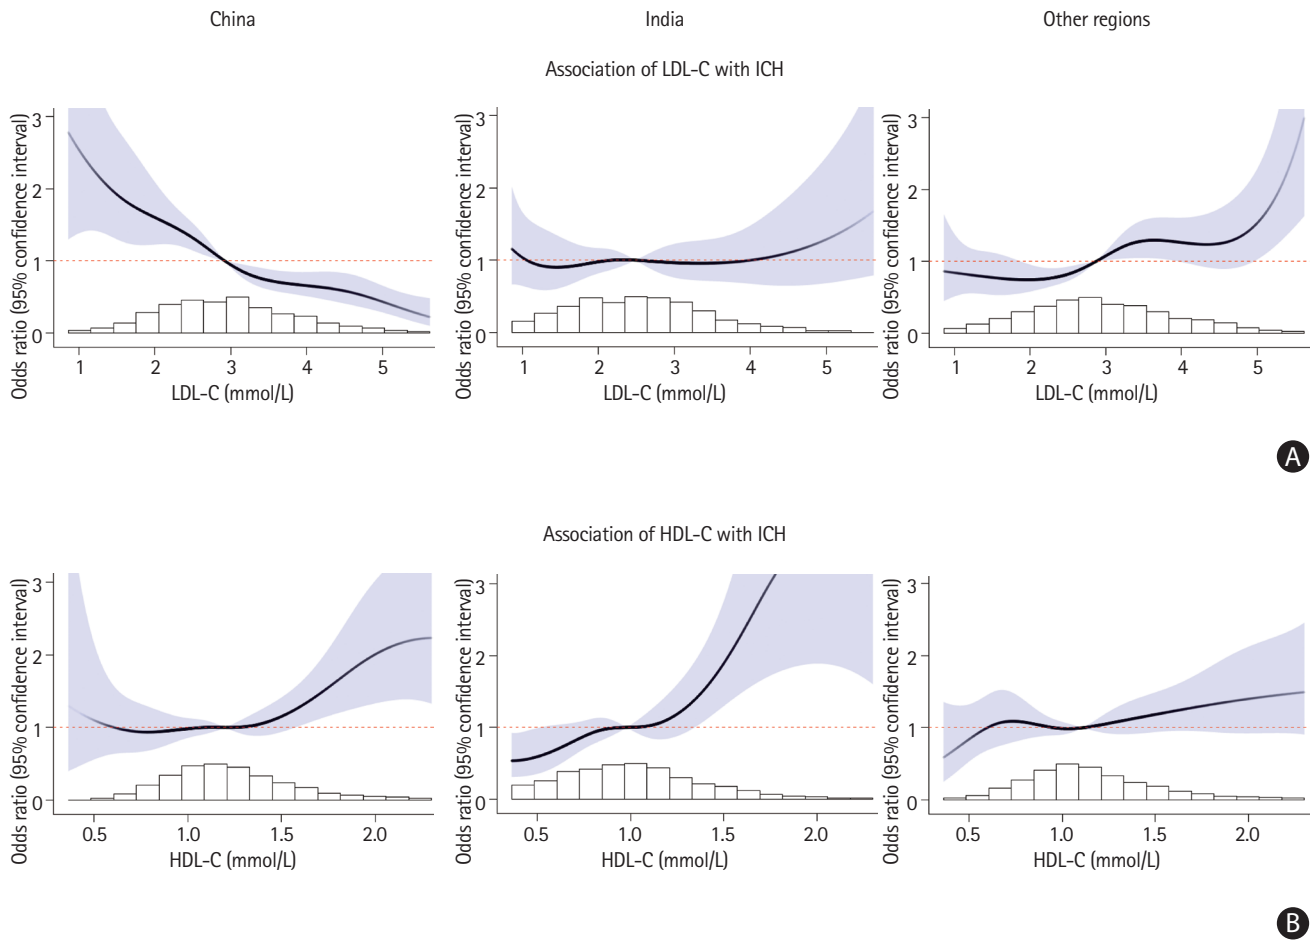 China India Other regions
Association of LDL-C with ICH
Odds ratio (95% confidence interval)
3
2
1
0
1 2 3 4 5
LDL-C (mmol/L)
Odds ratio (95% confidence interval)
3
2
1
0
1 2 3 4 5
LDL-C (mmol/L)
Odds ratio (95% confidence interval)
3
2
1
0
1 2 3 4 5
LDL-C (mmol/L)
A
Association of HDL-C with ICH
Odds ratio (95% confidence interval)
3
2
1
0
0.5 1.0 1.5 2.0
HDL-C (mmol/L)
Odds ratio (95% confidence interval)
3
2
1
0
0.5 1.0 1.5 2.0
HDL-C (mmol/L)
Odds ratio (95% confidence interval)
3
2
1
0
0.5 1.0 1.5 2.0
HDL-C (mmol/L)
B